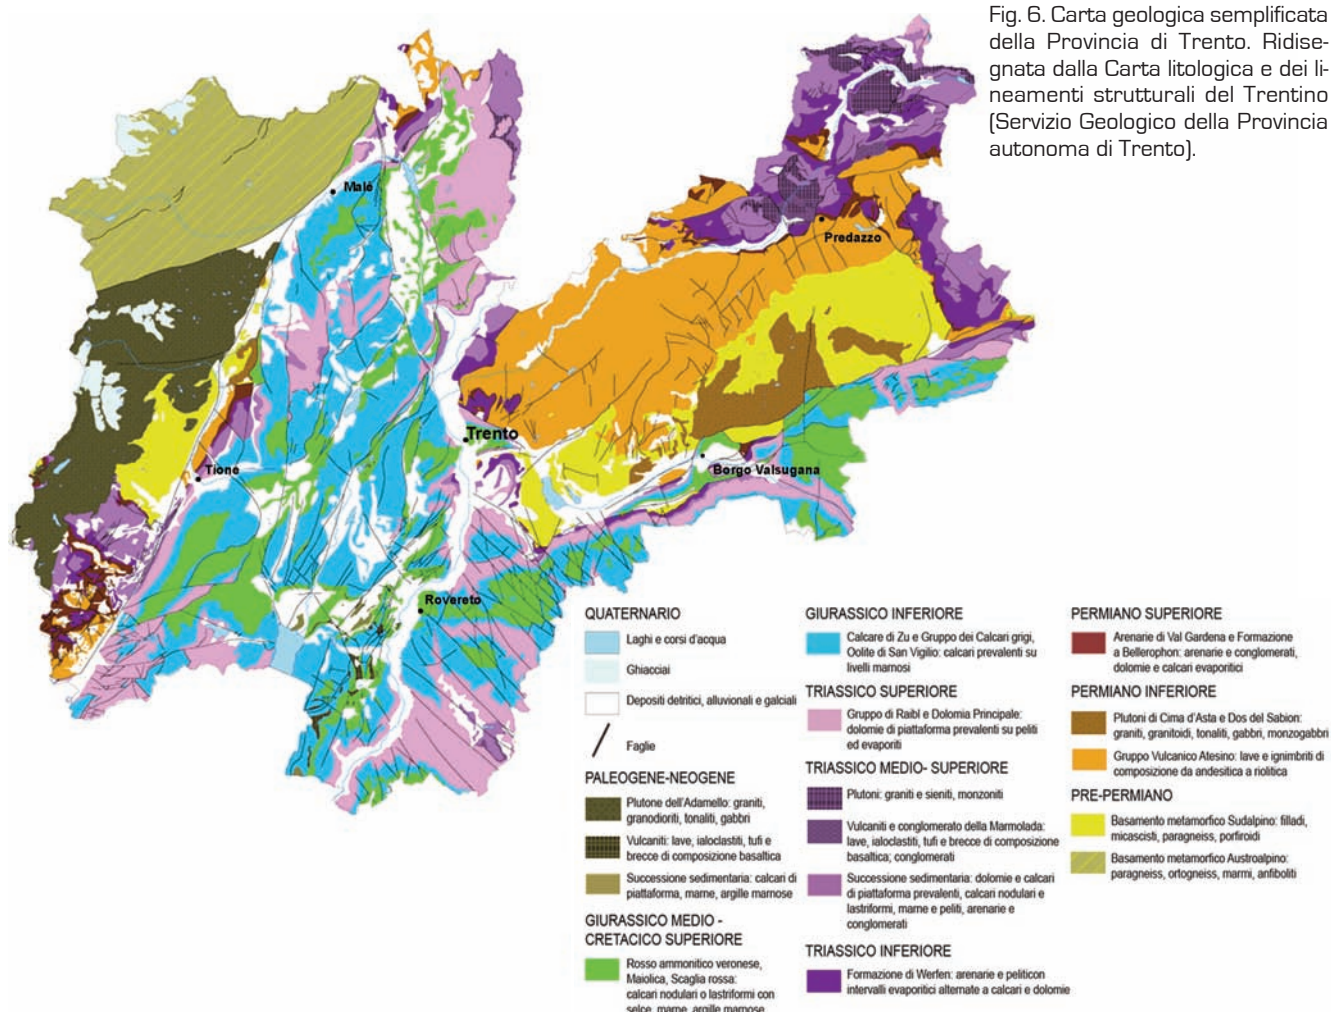 Fig. 6. Carta geologica semplificata
della Provincia di Trento. Ridise-
gnata dalla Carta litologica e dei li-
neamenti strutturali del Trentino
(Servizio Geologico della Provincia
autonoma di Trento).
Malé
Predazzo
Trento
Tione
Borgo Valsugana
Rovereto
QUATERNARIO
Laghi e corsi d'acqua
Ghiacciai
Depositi detritici, alluvionali e galciali
Faglie
PALEOGENE-NEOGENE
Plutone dell'Adamello: graniti,
granodioriti, tonaliti, gabbri
Vulcaniti: lave, ialoclastiti, tufi e
brecce di composizione basaltica
Successione sedimentaria: calcari di
piattaforma, marne, argille marnose
GIURASSICO MEDIO -
CRETACICO SUPERIORE
Rosso ammonitico veronese,
Maiolica, Scaglia rossa:
calcari nodulari o lastriformi con
selce, marne, argille marnose
GIURASSICO INFERIORE
Calcare di Zu e Gruppo dei Calcari grigi,
Oolite di San Vigilio: calcari prevalenti su
livelli marnosi
TRIASSICO SUPERIORE
Gruppo di Raibl e Dolomia Principale:
dolomie di piattaforma prevalenti su peliti
ed evaporiti
TRIASSICO MEDIO- SUPERIORE
Plutoni: graniti e sieniti, monzoniti
Vulcaniti e conglomerato della Marmolada:
lave, ialoclastiti, tufi e brecce di composizione
basaltica; conglomerati
Successione sedimentaria: dolomie e calcari
di piattaforma prevalenti, calcari nodulari e
lastriformi, marne e peliti, arenarie e
conglomerati
TRIASSICO INFERIORE
Formazione di Werfen: arenarie e peliticon
intervalli evaporitici alternate a calcari e dolomie
PERMIANO SUPERIORE
Arenarie di Val Gardena e Formazione
a Bellerophon: arenarie e conglomerati,
dolomie e calcari evaporitici
PERMIANO INFERIORE
Plutoni di Cima d'Asta e Dos del Sabion:
graniti, granitoidi, tonaliti, gabbri, monzogabbri
Gruppo Vulcanico Atesino: lave e ignimbriti di
composizione da andesitica a riolitica
PRE-PERMIANO
Basamento metamorfico Sudalpino: filladi,
micascisti, paragneiss, porfiroidi
Basamento metamorfico Austroalpino:
paragneiss, ortogneiss, marmi, anfiboliti